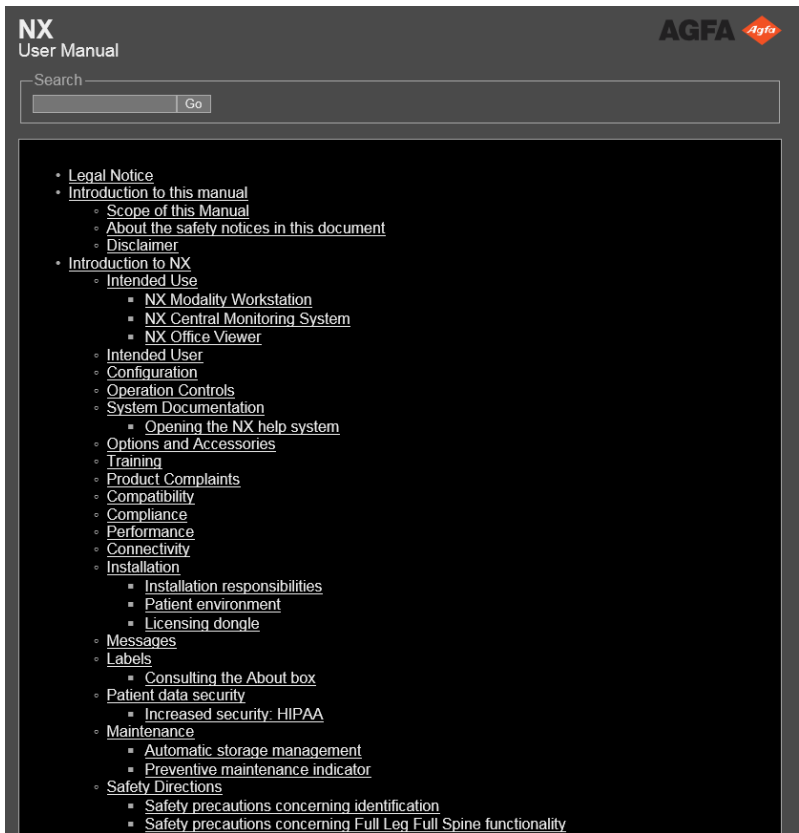 NX
User Manual
AGFA Agfa
Search
Go
• Legal Notice
• Introduction to this manual
◦ Scope of this Manual
◦ About the safety notices in this document
◦ Disclaimer
• Introduction to NX
◦ Intended Use
▪ NX Modality Workstation
▪ NX Central Monitoring System
▪ NX Office Viewer
◦ Intended User
◦ Configuration
◦ Operation Controls
◦ System Documentation
▪ Opening the NX help system
◦ Options and Accessories
◦ Training
◦ Product Complaints
◦ Compatibility
◦ Compliance
◦ Performance
◦ Connectivity
◦ Installation
▪ Installation responsibilities
▪ Patient environment
▪ Licensing dongle
◦ Messages
◦ Labels
▪ Consulting the About box
◦ Patient data security
▪ Increased security: HIPAA
◦ Maintenance
▪ Automatic storage management
▪ Preventive maintenance indicator
◦ Safety Directions
▪ Safety precautions concerning identification
▪ Safety precautions concerning Full Leg Full Spine functionality